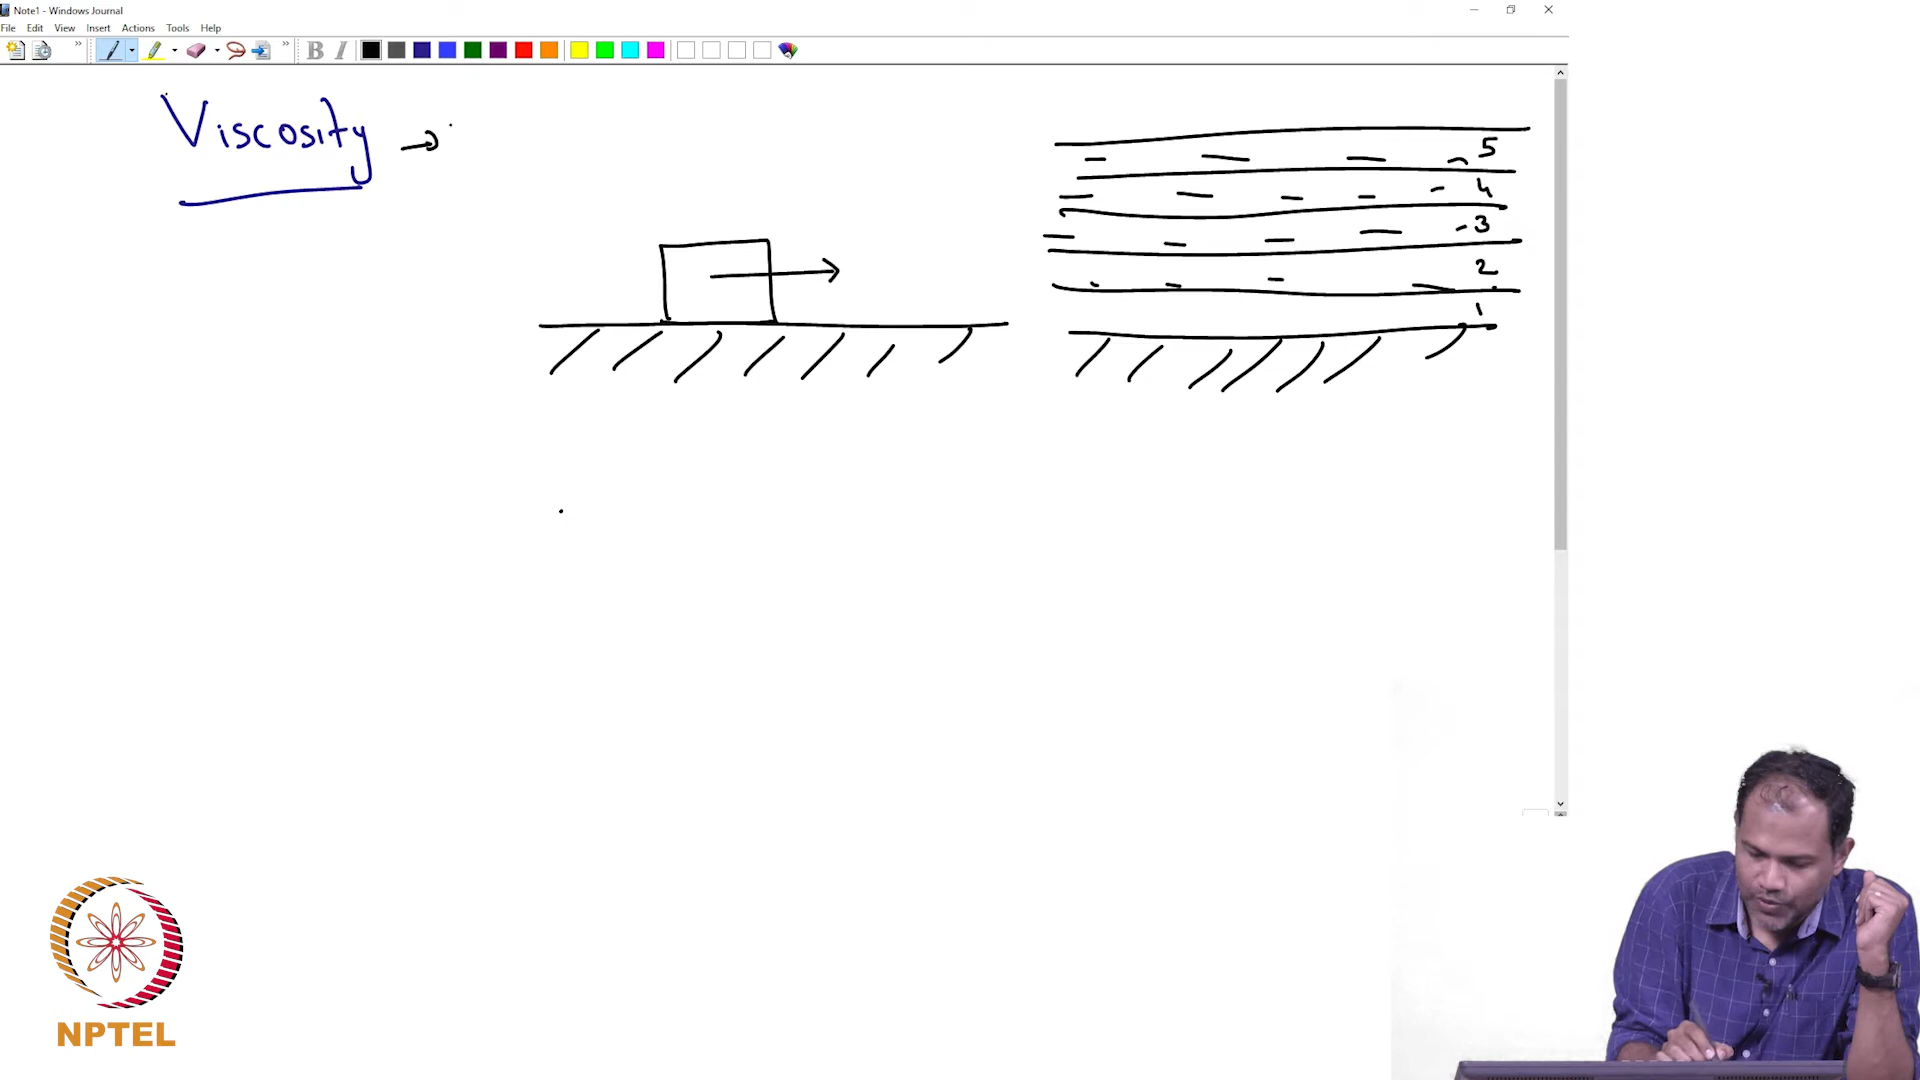 Note1 - Windows Journal
File Edit View Insert Actions Tools Help
B I
Viscosity →
5
4
3
2
1
NPTEL